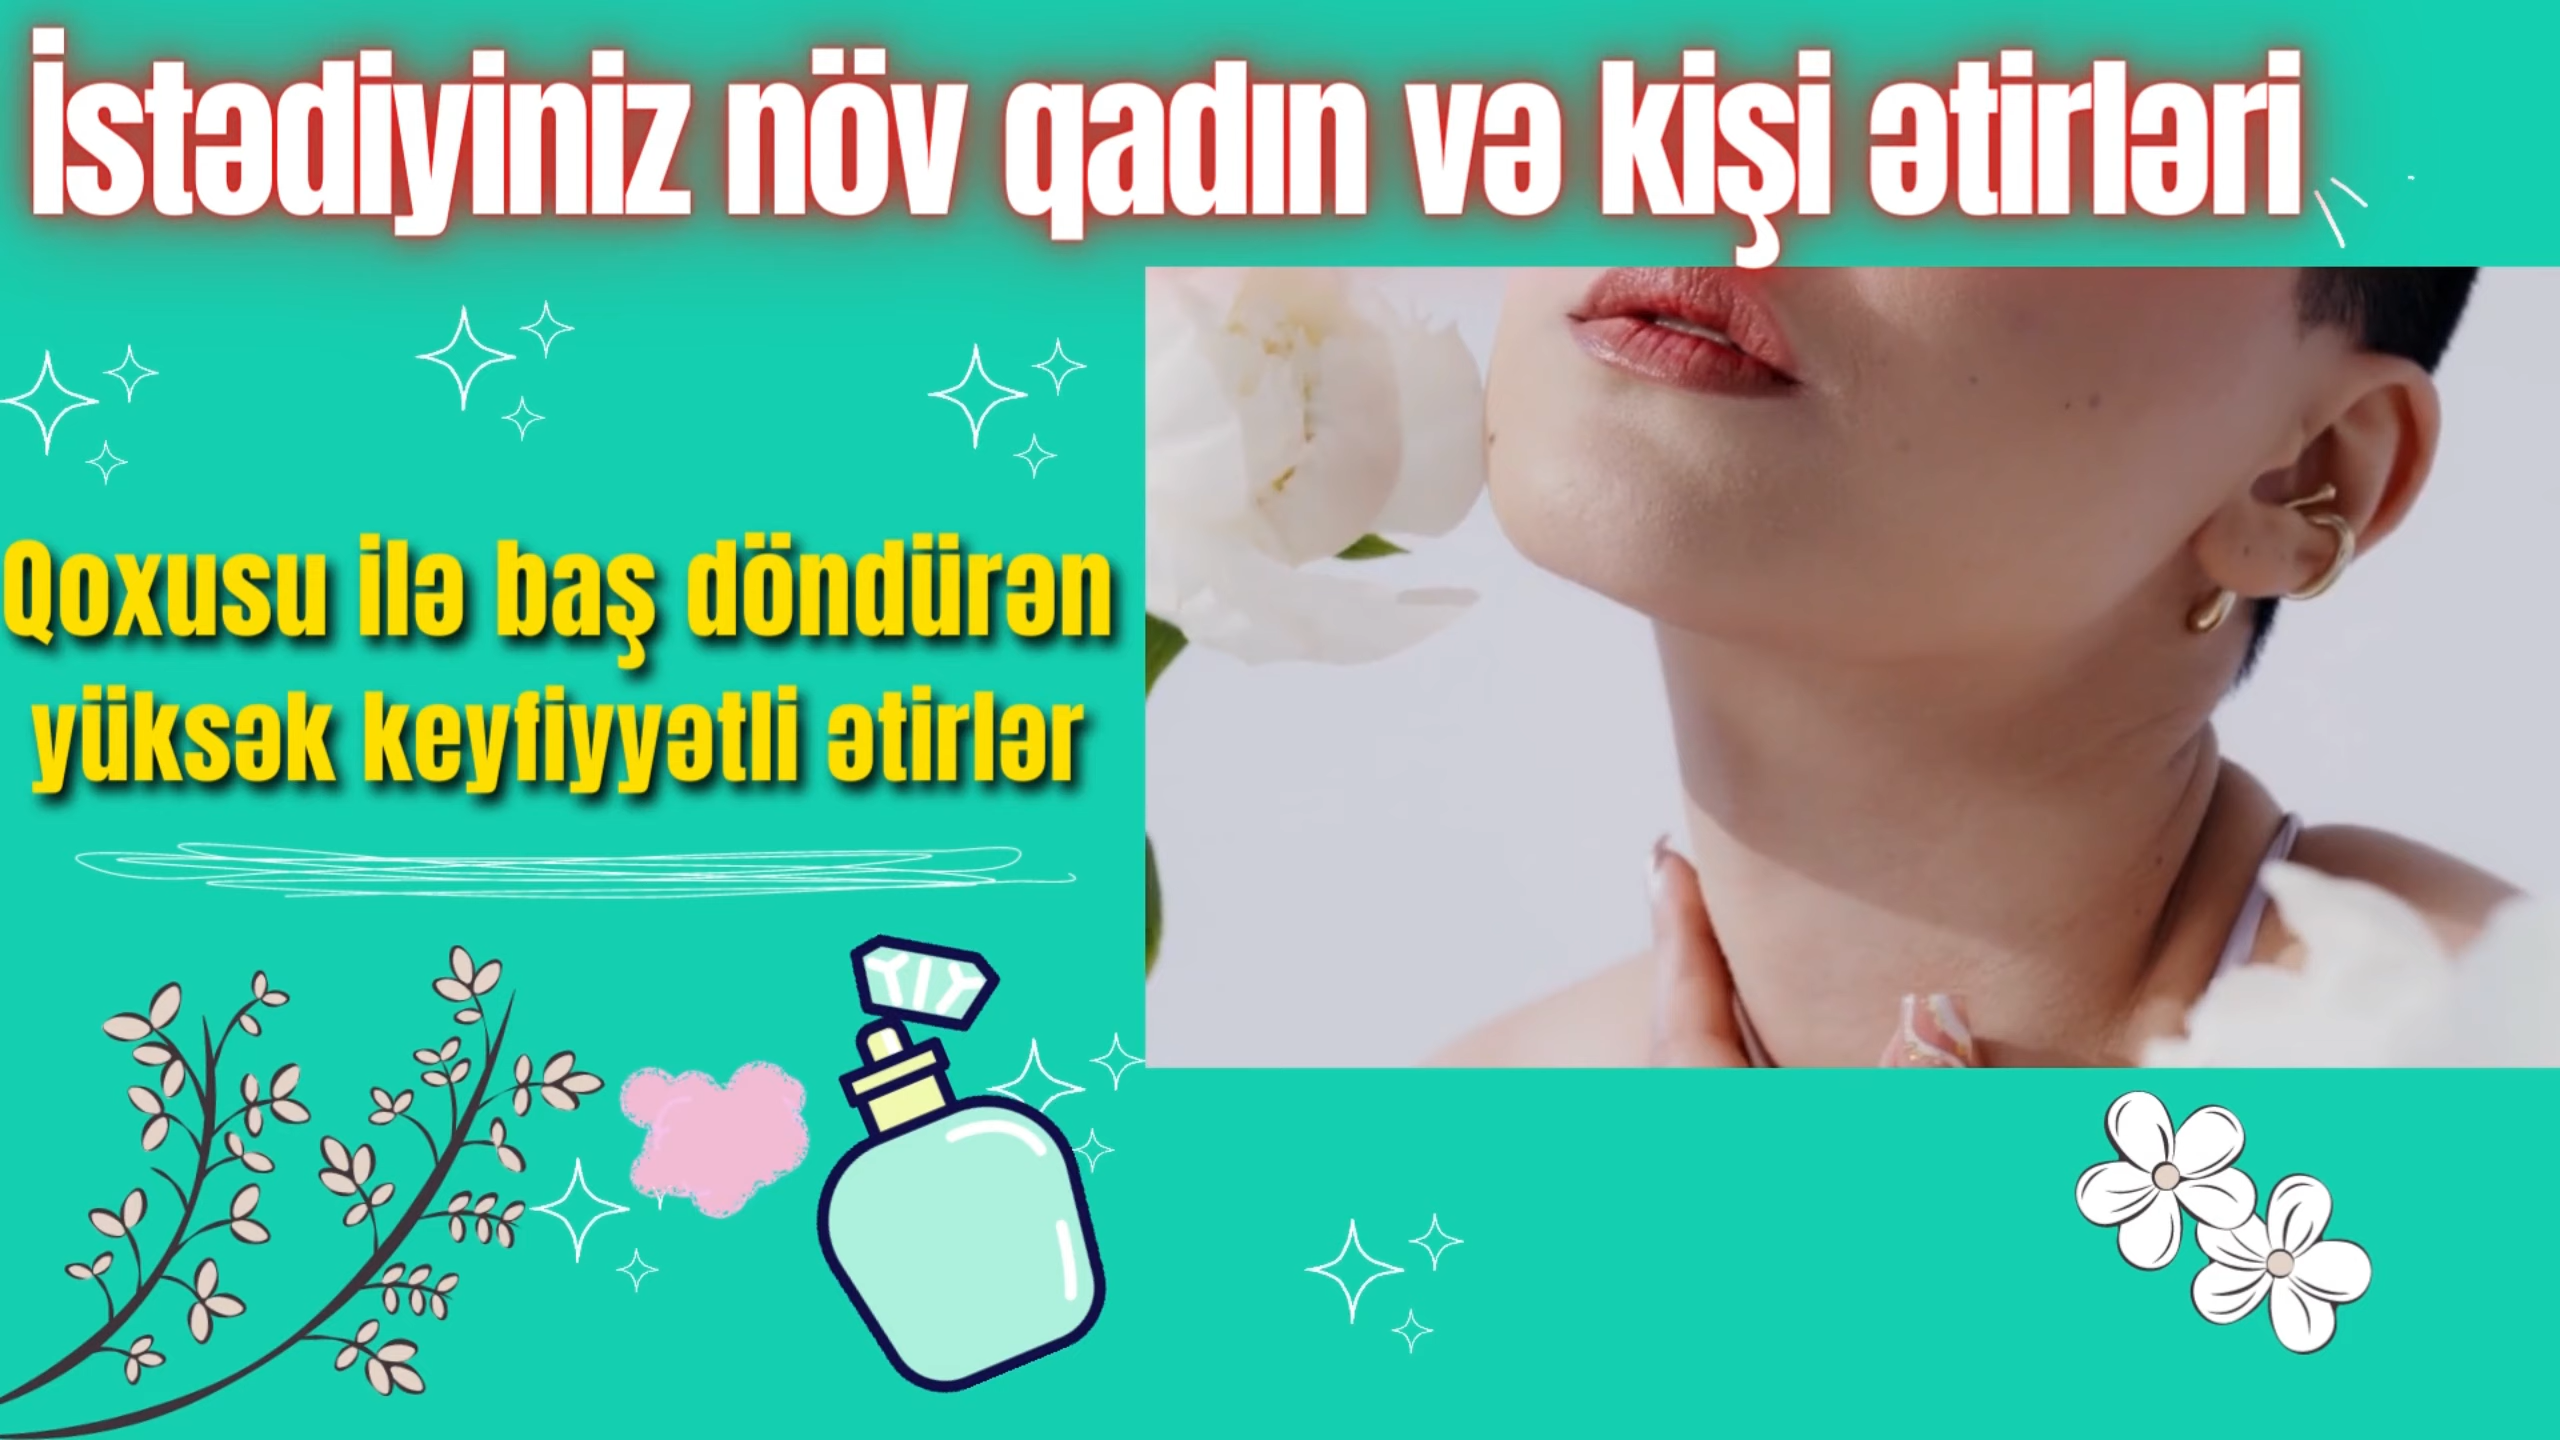 İstədiyiniz növ qadın və kişi ətirləri
Qoxusu ilə baş döndürən
yüksək keyfiyyətli ətirlər